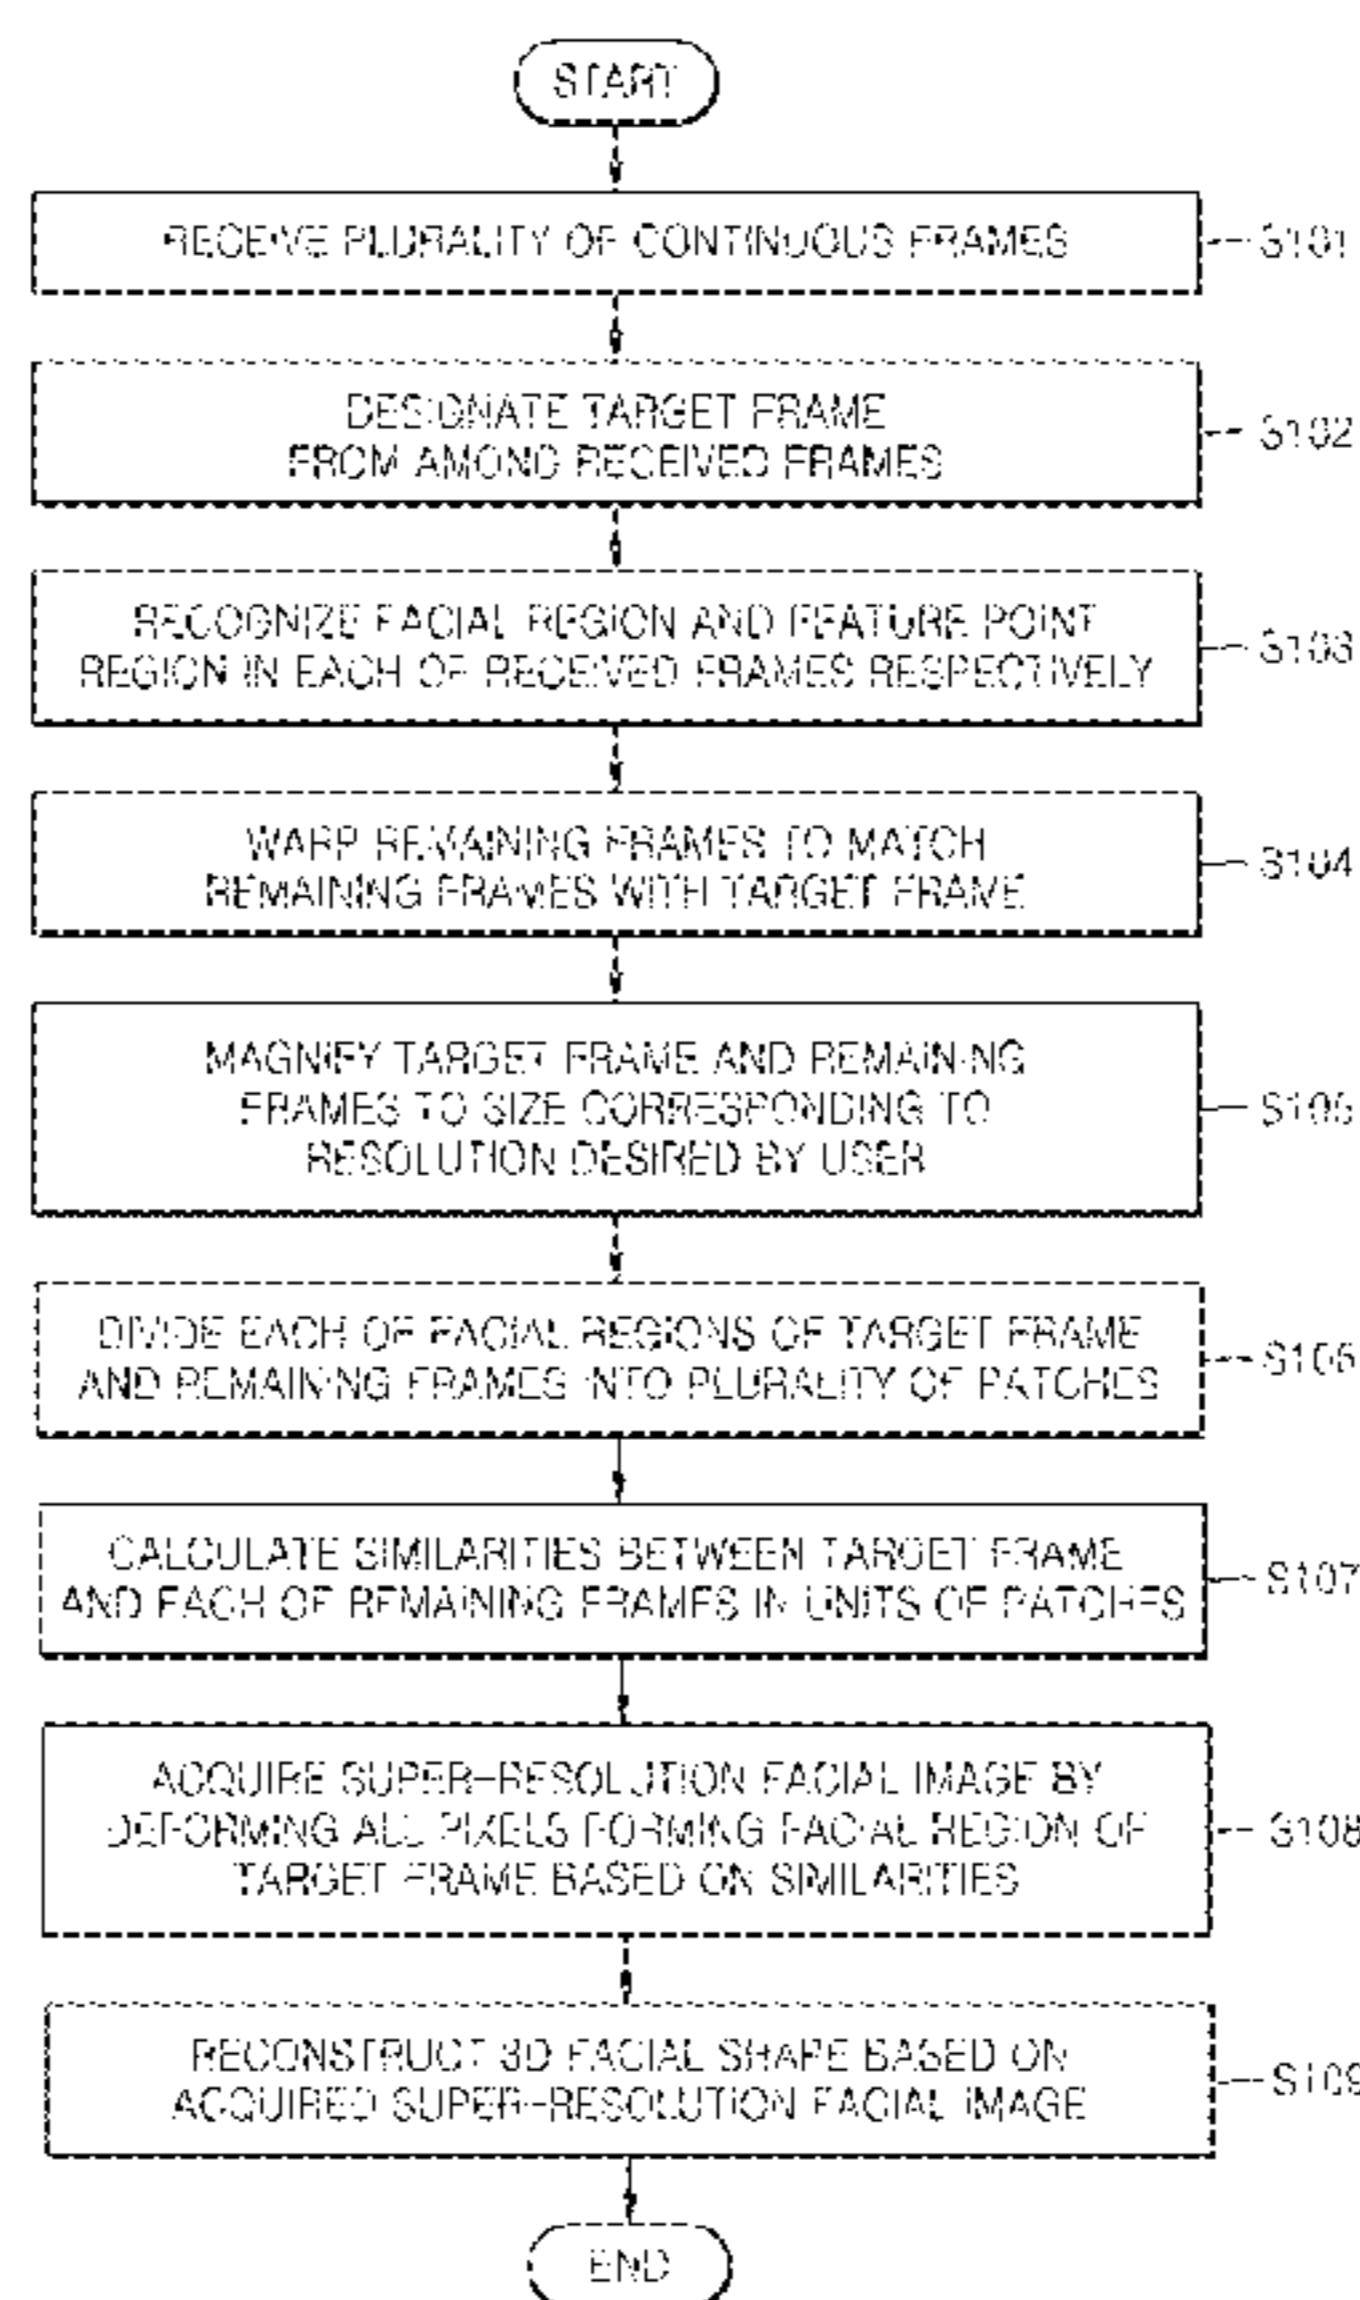 START
RECEIVE PLURALITY OF CONTINUOUS FRAMES
S101
DESIGNATE TARGET FRAME
FROM AMONG RECEIVED FRAMES
S102
RECOGNIZE FACIAL REGION AND FEATURE POINT
REGION IN EACH OF RECEIVED FRAMES RESPECTIVELY
S103
WARP REMAINING FRAMES TO MATCH
REMAINING FRAMES WITH TARGET FRAME
S104
MAGNIFY TARGET FRAME AND REMAINING
FRAMES TO SIZE CORRESPONDING TO
RESOLUTION DESIRED BY USER
S105
DIVIDE EACH OF FACIAL REGIONS OF TARGET FRAME
AND REMAINING FRAMES INTO PLURALITY OF PATCHES
S106
CALCULATE SIMILARITIES BETWEEN TARGET FRAME
AND EACH OF REMAINING FRAMES IN UNITS OF PATCHES
S107
ACQUIRE SUPER-RESOLUTION FACIAL IMAGE BY
DEFORMING ALL PIXELS FORMING FACIAL REGION OF
TARGET FRAME BASED ON SIMILARITIES
S108
RECONSTRUCT 3D FACIAL SHAPE BASED ON
ACQUIRED SUPER-RESOLUTION FACIAL IMAGE
S109
END